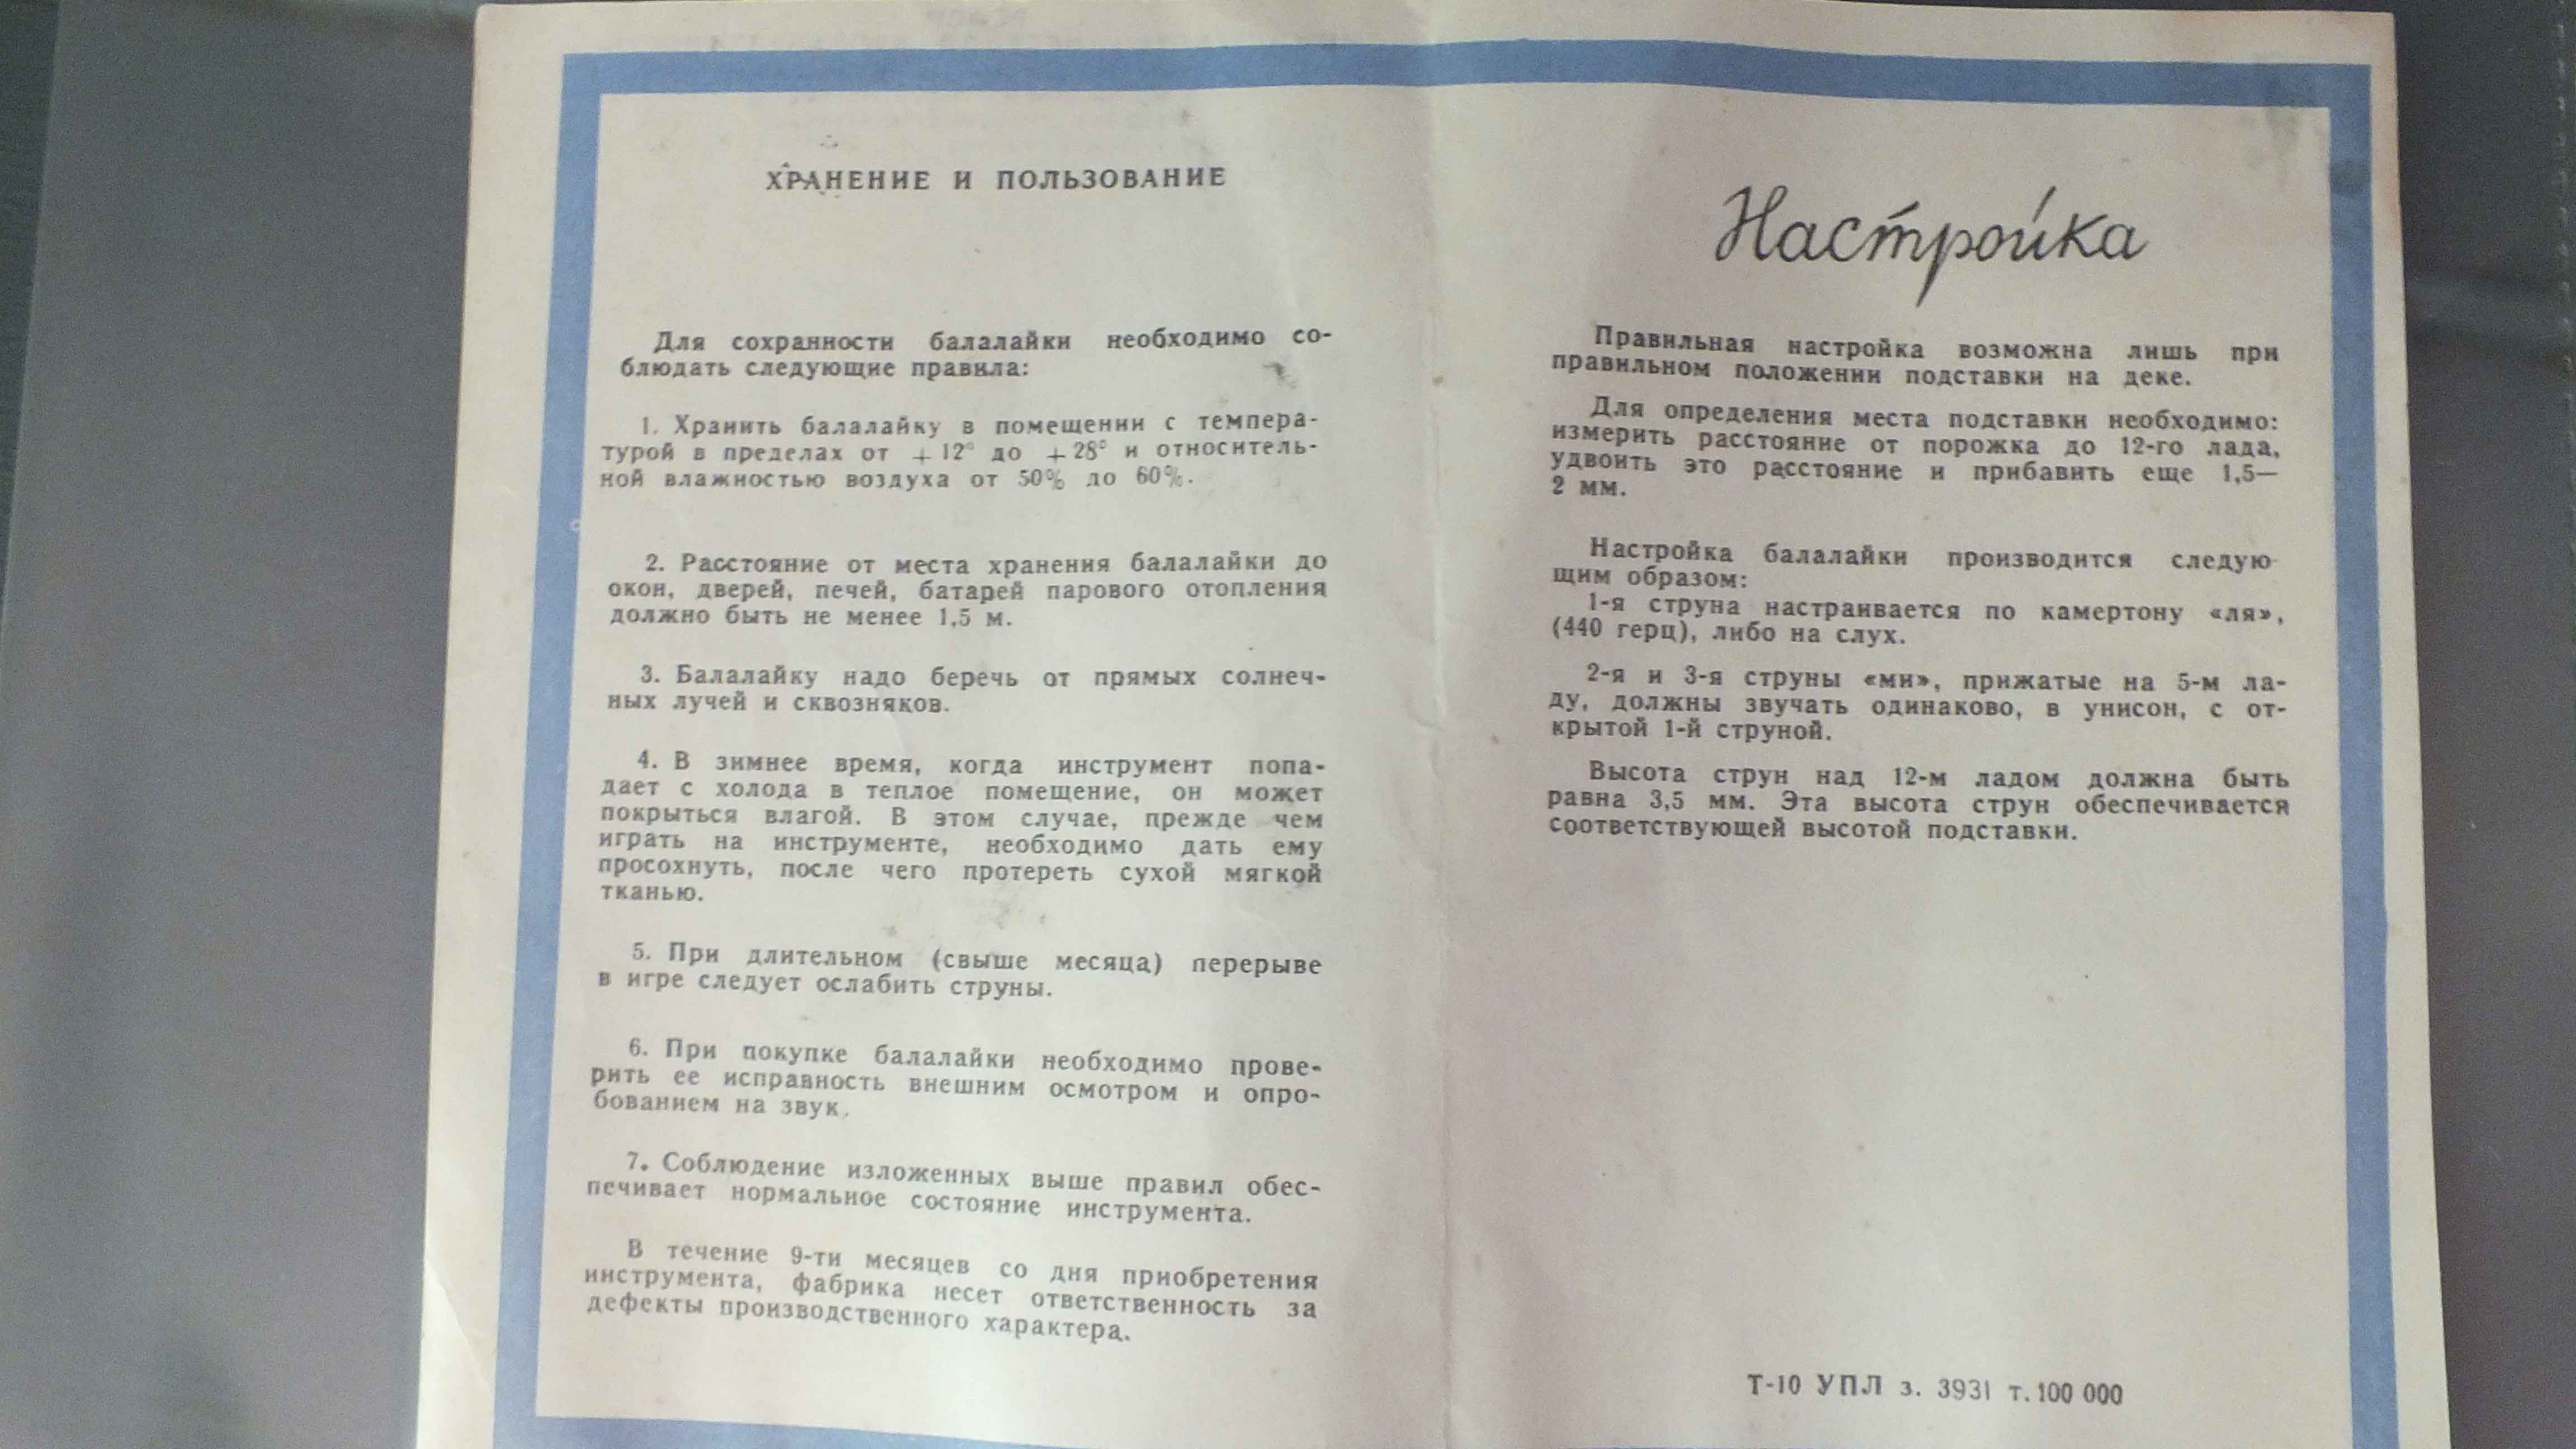 ХРАНЕНИЕ И ПОЛЬЗОВАНИЕ
Для сохранности балалайки необходимо со-
блюдать следующие правила:
1. Хранить балалайку в помещении с темпера-
турой в пределах от +12° до +28° и относитель-
ной влажностью воздуха от 50% до 60%.
2. Расстояние от места хранения балалайки до
окон, дверей, печей, батарей парового отопления
должно быть не менее 1,5 м.
3. Балалайку надо беречь от прямых солнеч-
ных лучей и сквозняков.
4. В зимнее время, когда инструмент попа-
дает с холода в теплое помещение, он может
покрыться влагой. В этом случае, прежде чем
играть на инструменте, необходимо дать ему
просохнуть, после чего протереть сухой мягкой
тканью.
5. При длительном (свыше месяца) перерыве
в игре следует ослабить струны.
6. При покупке балалайки необходимо прове-
рить ее исправность внешним осмотром и опро-
бованием на звук.
7. Соблюдение изложенных выше правил обес-
печивает нормальное состояние инструмента.
В течение 9-ти месяцев со дня приобретения
инструмента, фабрика несет ответственность за
дефекты производственного характера.
Настройка
Правильная настройка возможна лишь при
правильном положении подставки на деке.
Для определения места подставки необходимо:
измерить расстояние от порожка до 12-го лада,
удвоить это расстояние и прибавить еще 1,5—
2 мм.
Настройка балалайки производится следую-
щим образом:
1-я струна настраивается по камертону «ля»,
(440 герц), либо на слух.
2-я и 3-я струны «ми», прижатые на 5-м ла-
ду, должны звучать одинаково, в унисон, с от-
крытой 1-й струной.
Высота струн над 12-м ладом должна быть
равна 3,5 мм. Эта высота струн обеспечивается
соответствующей высотой подставки.
Т-10 УПЛ з. 3931 т. 100 000